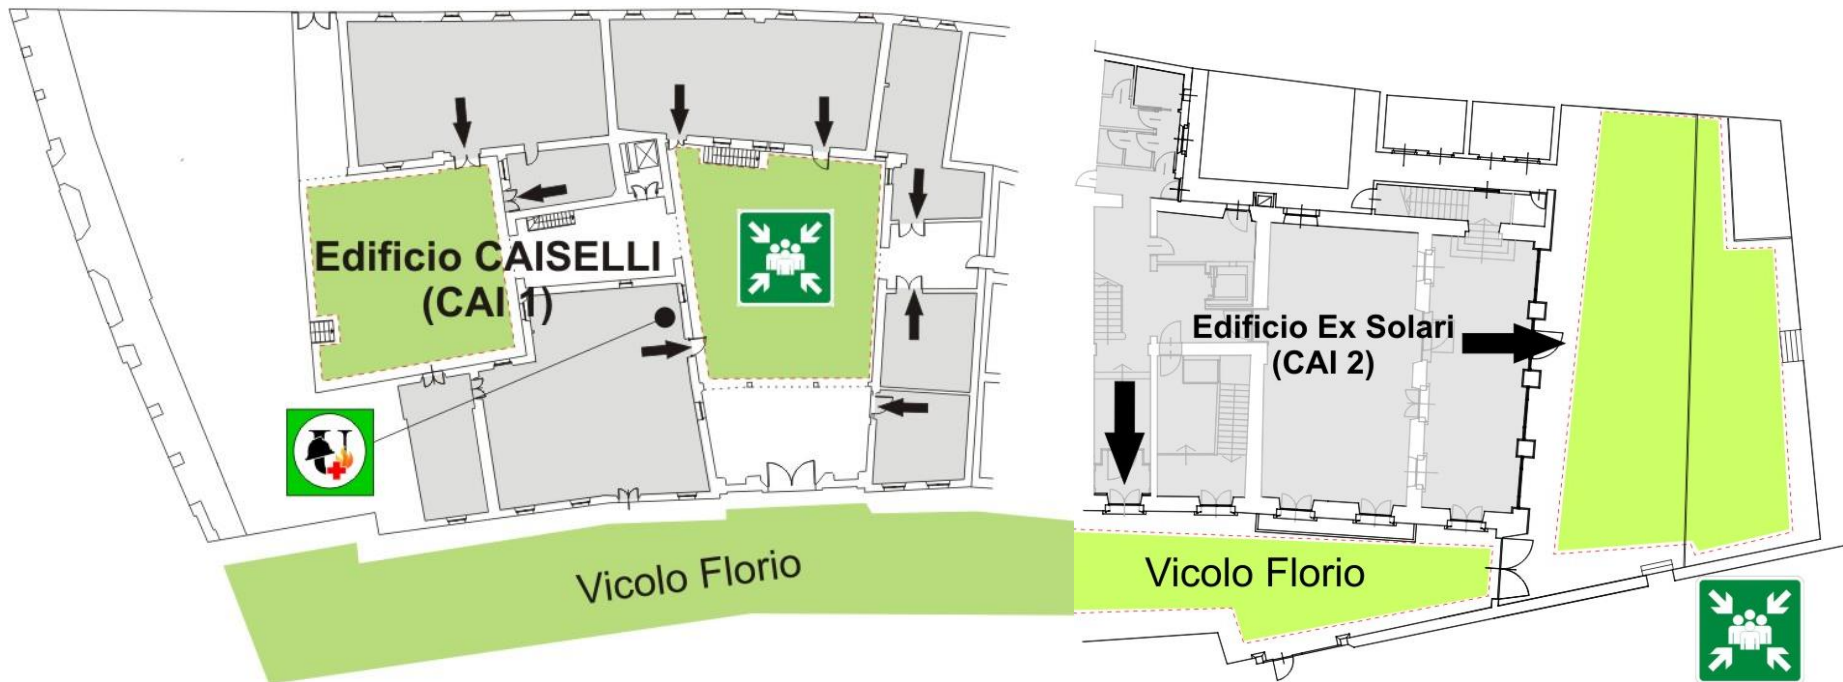 Edificio CAISELLI
(CAI 1)
Vicolo Florio
Edificio Ex Solari
(CAI 2)
Vicolo Florio